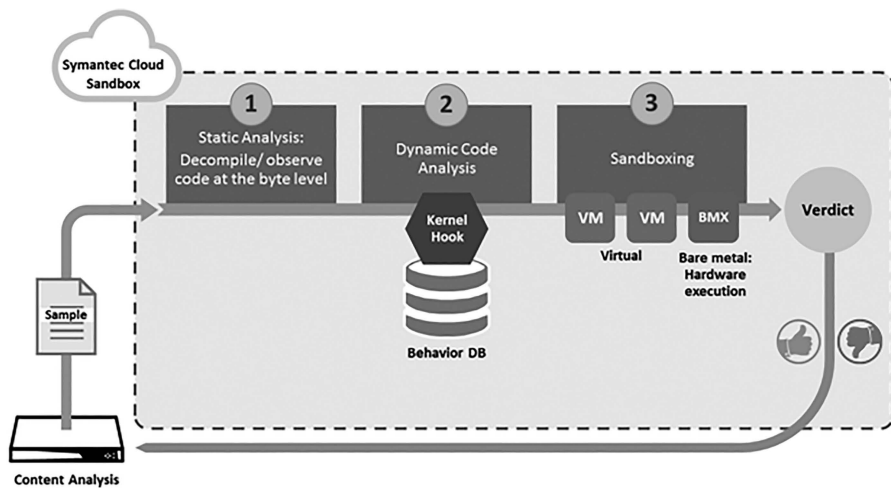 Symantec Cloud
Sandbox
1
Static Analysis:
Decompile/ observe
code at the byte level
2
Dynamic Code
Analysis
3
Sandboxing
Kernel
Hook
Behavior DB
VM
VM
BMX
Virtual
Bare metal:
Hardware
execution
Verdict
Sample
Content Analysis